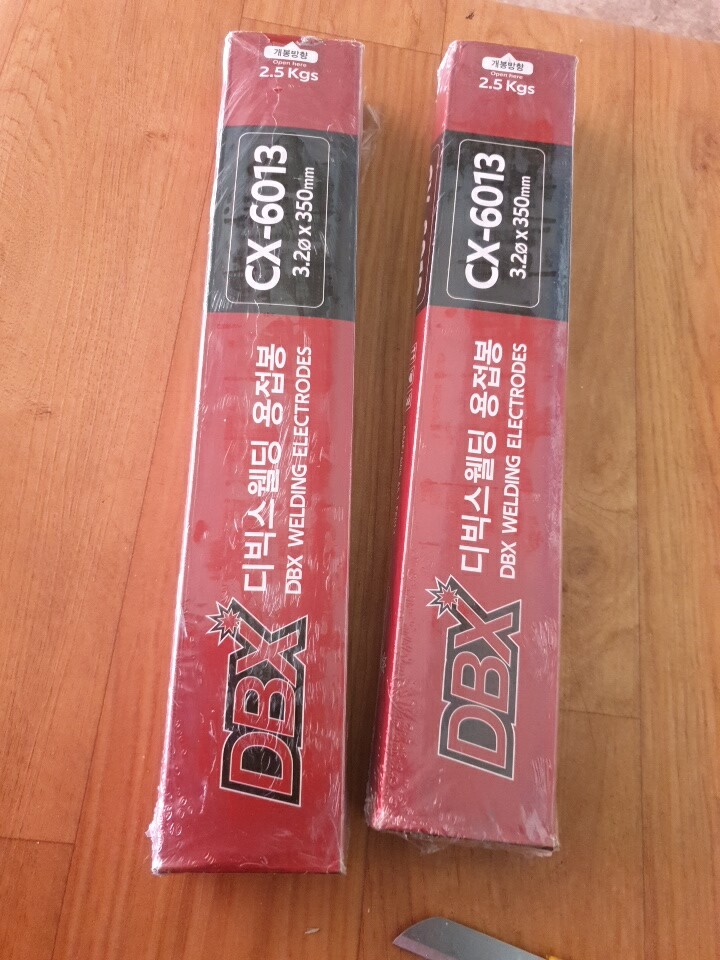 개봉방향
Open here
2.5 Kgs
CX-6013
3.2Ø X 350mm
디빅스웰딩 용접봉
DBX WELDING ELECTRODES
DBX
개봉방향
Open here
2.5 Kgs
CX-6013
3.2Ø X 350mm
디빅스웰딩 용접봉
DBX WELDING ELECTRODES
DBX